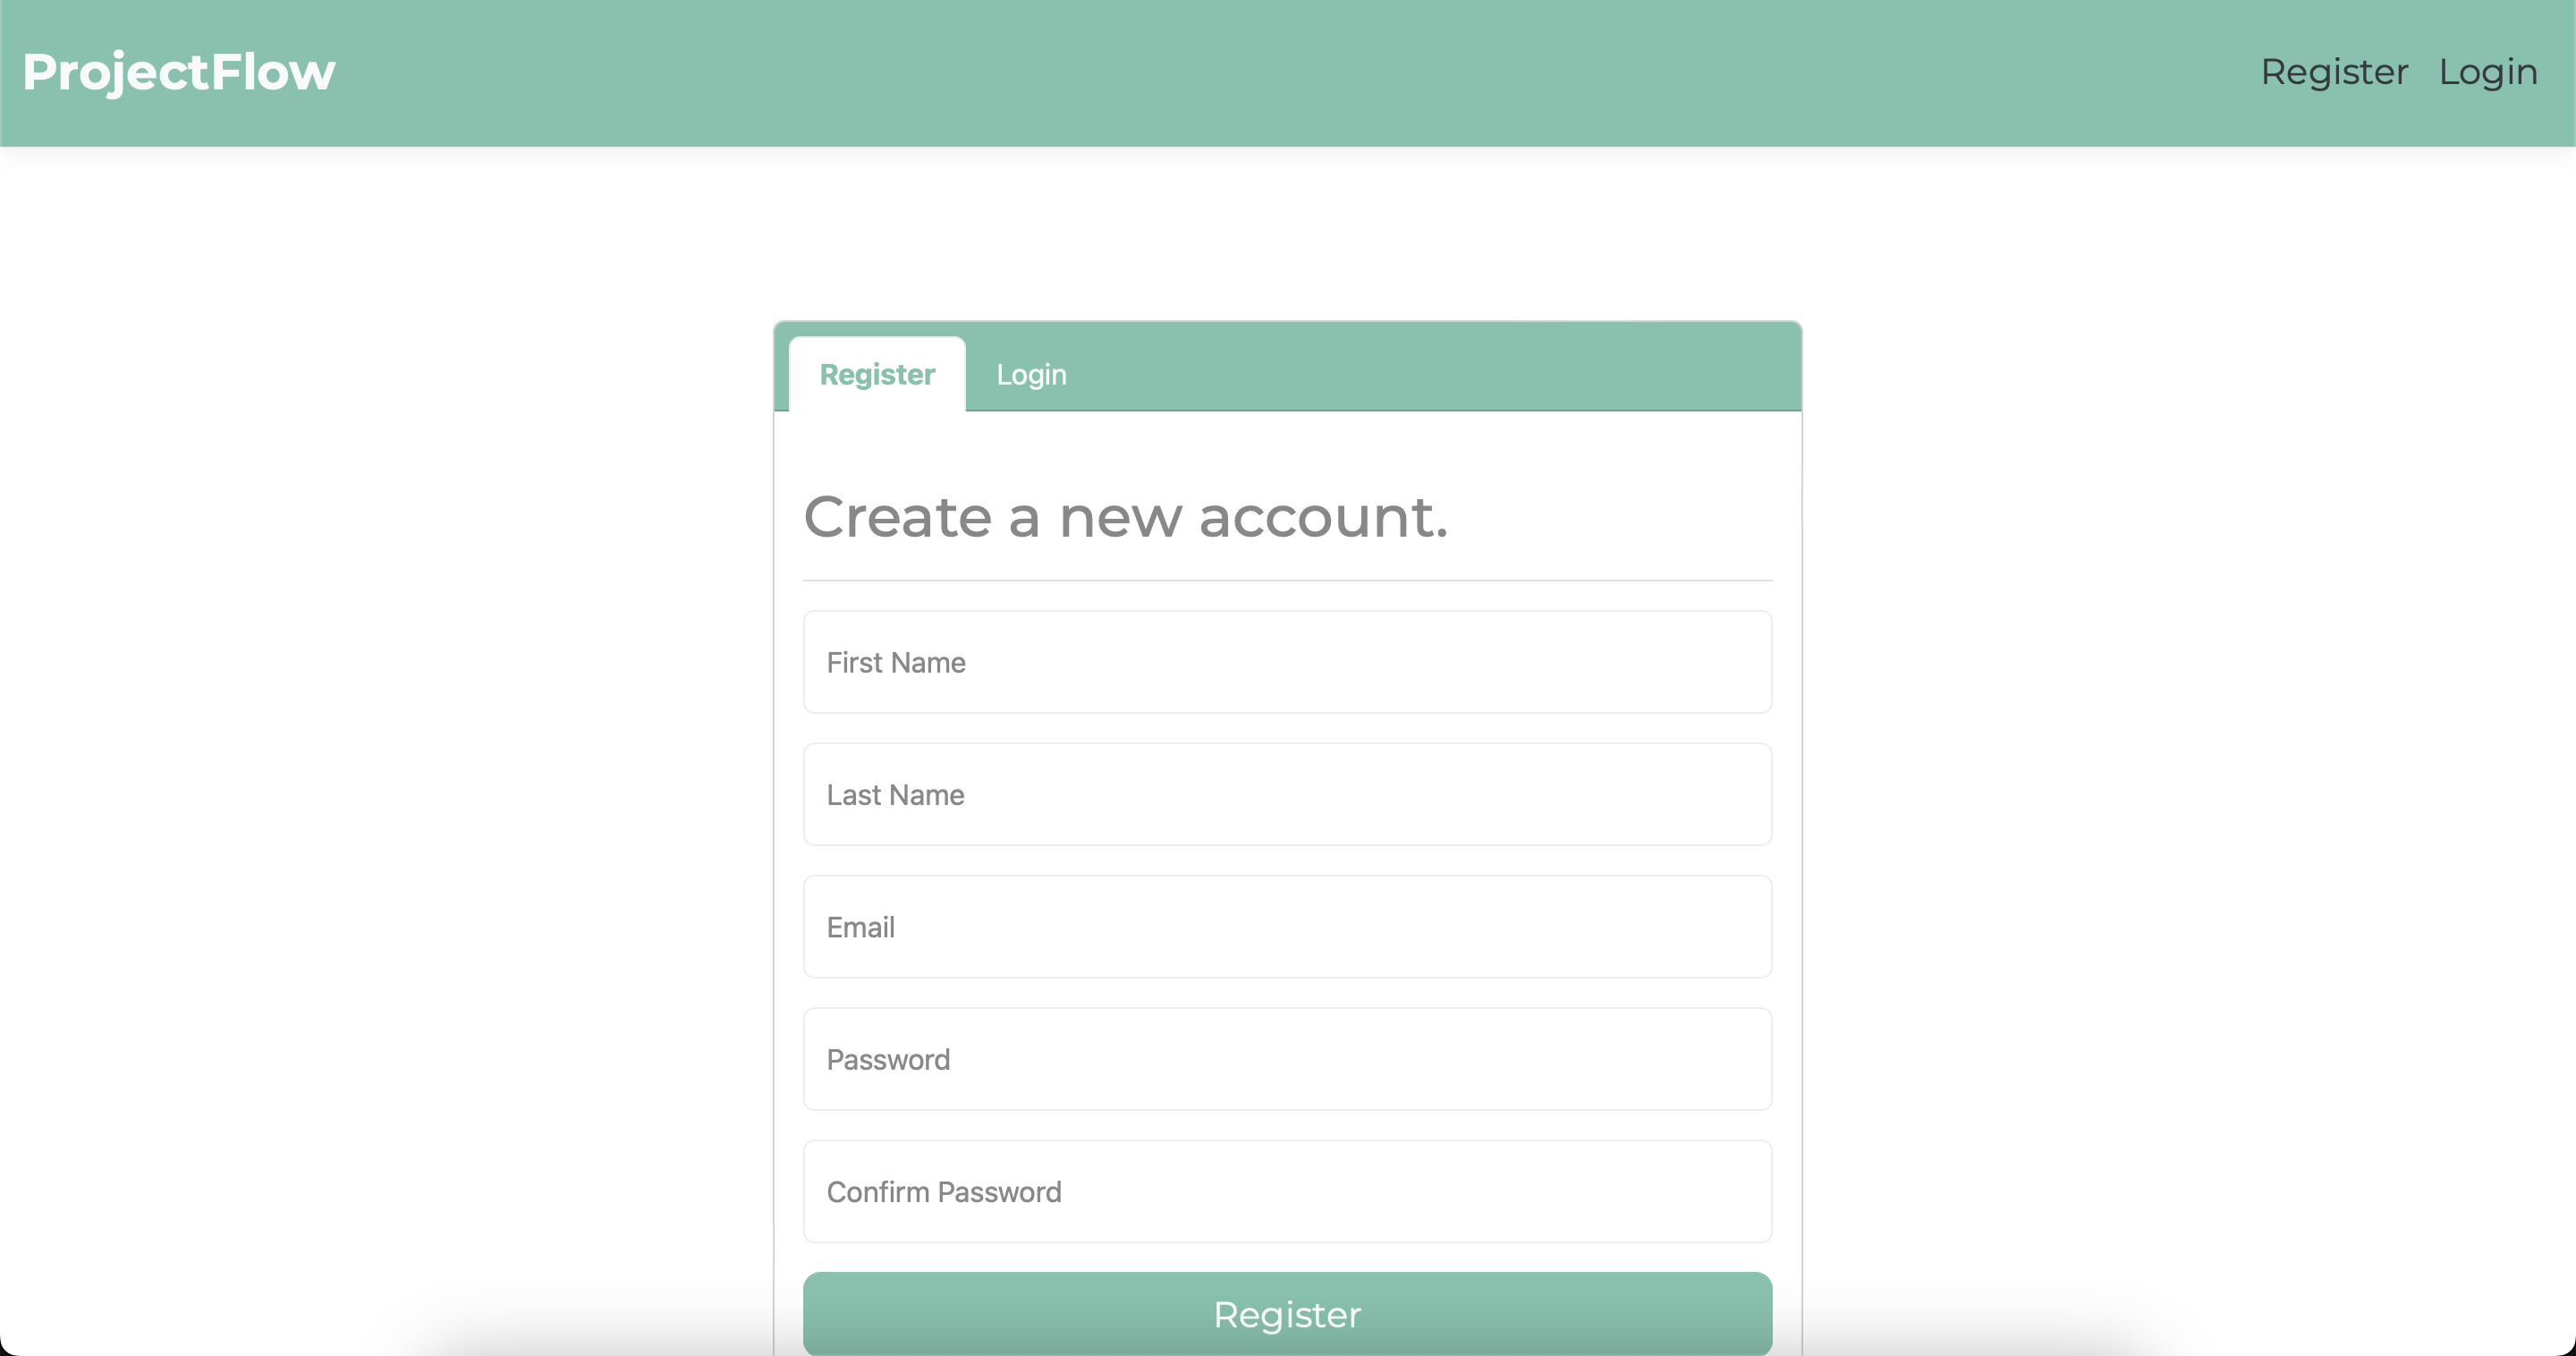 ProjectFlow
Register Login
Register Login
Create a new account.
First Name
Last Name
Email
Password
Confirm Password
Register